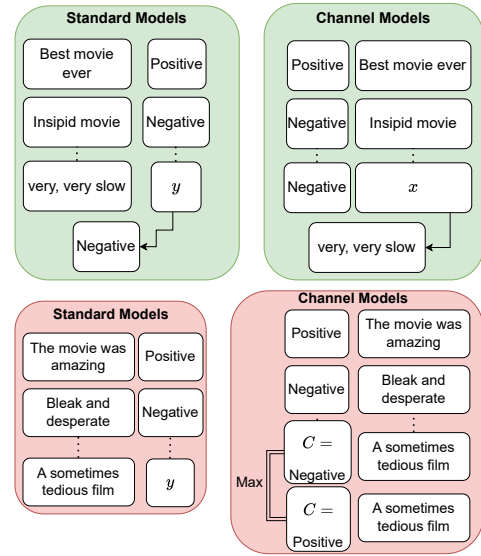 Standard Models
Best movie
ever
Positive
Insipid movie
Negative
very, very slow
y
Negative
Channel Models
Positive
Best movie ever
Negative
Insipid movie
Negative
x
very, very slow
Standard Models
The movie was
amazing
Positive
Bleak and
desperate
Negative
A sometimes
tedious film
y
Channel Models
Positive
The movie was
amazing
Negative
Bleak and
desperate
C =
Negative
A sometimes
tedious film
Max
C =
Positive
A sometimes
tedious film